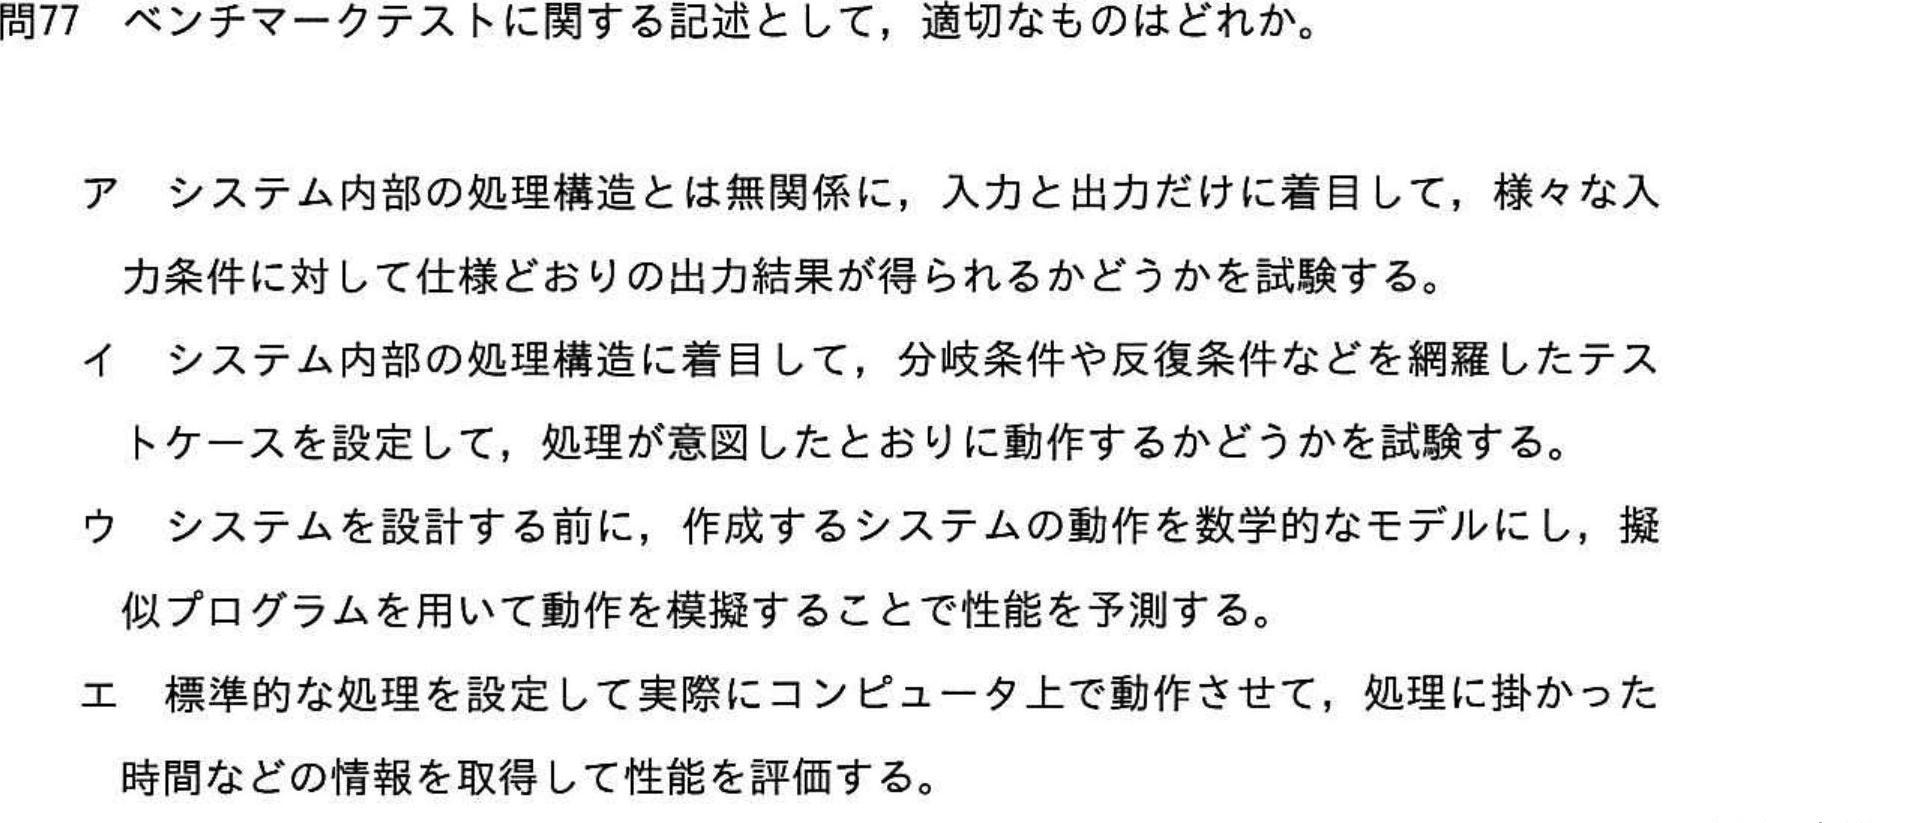 問77　ベンチマークテストに関する記述として，適切なものはどれか。
ア　システム内部の処理構造とは無関係に，入力と出力だけに着目して，様々な入
力条件に対して仕様どおりの出力結果が得られるかどうかを試験する。
イ　システム内部の処理構造に着目して，分岐条件や反復条件などを網羅したテス
トケースを設定して，処理が意図したとおりに動作するかどうかを試験する。
ウ　システムを設計する前に，作成するシステムの動作を数学的なモデルにし，擬
似プログラムを用いて動作を模擬することで性能を予測する。
エ　標準的な処理を設定して実際にコンピュータ上で動作させて，処理に掛かった
時間などの情報を取得して性能を評価する。